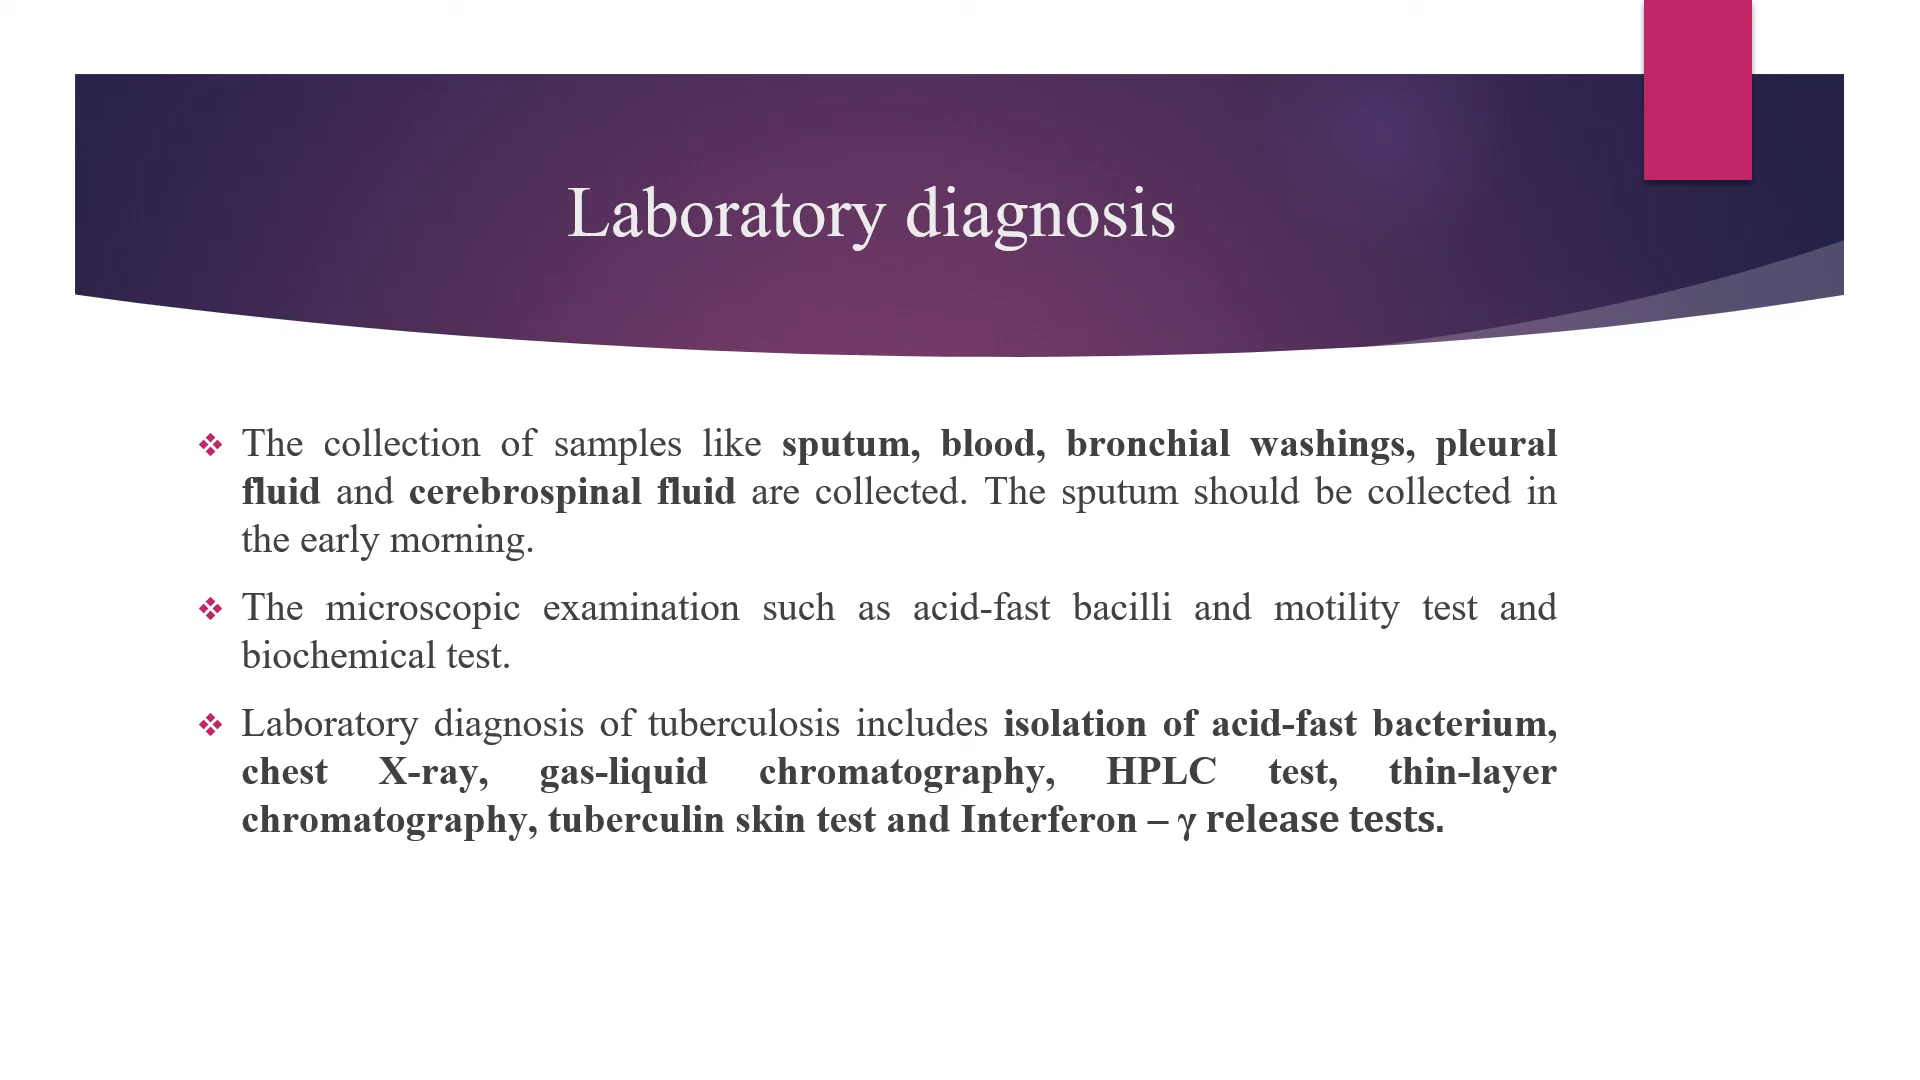 Laboratory diagnosis
❖ The collection of samples like sputum, blood, bronchial washings, pleural
fluid and cerebrospinal fluid are collected. The sputum should be collected in
the early morning.
❖ The microscopic examination such as acid-fast bacilli and motility test and
biochemical test.
❖ Laboratory diagnosis of tuberculosis includes isolation of acid-fast bacterium,
chest X-ray, gas-liquid chromatography, HPLC test, thin-layer
chromatography, tuberculin skin test and Interferon – γ release tests.